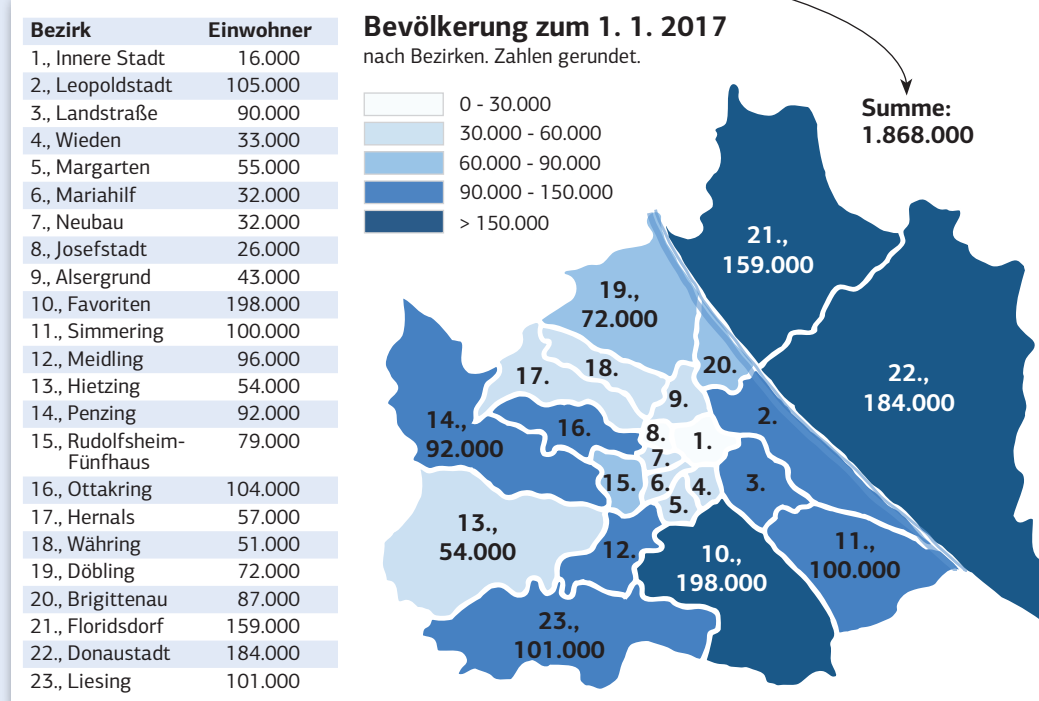 Bezirk Einwohner
1., Innere Stadt 16.000
2., Leopoldstadt 105.000
3., Landstraße 90.000
4., Wieden 33.000
5., Margarten 55.000
6., Mariahilf 32.000
7., Neubau 32.000
8., Josefstadt 26.000
9., Alsergrund 43.000
10., Favoriten 198.000
11., Simmering 100.000
12., Meidling 96.000
13., Hietzing 54.000
14., Penzing 92.000
15., Rudolfsheim- 79.000
Fünfhaus
16., Ottakring 104.000
17., Hernals 57.000
18., Währing 51.000
19., Döbling 72.000
20., Brigittenau 87.000
21., Floridsdorf 159.000
22., Donaustadt 184.000
23., Liesing 101.000
Bevölkerung zum 1. 1. 2017
nach Bezirken. Zahlen gerundet.
0 - 30.000
30.000 - 60.000
60.000 - 90.000
90.000 - 150.000
> 150.000
Summe:
1.868.000
21.,
159.000
19.,
72.000
22.,
184.000
20.
18.
17.
9.
2.
14.,
92.000
16.
8.
1.
7.
15.
6.
4.
3.
5.
13.,
54.000
12.
10.,
198.000
11.,
100.000
23.,
101.000